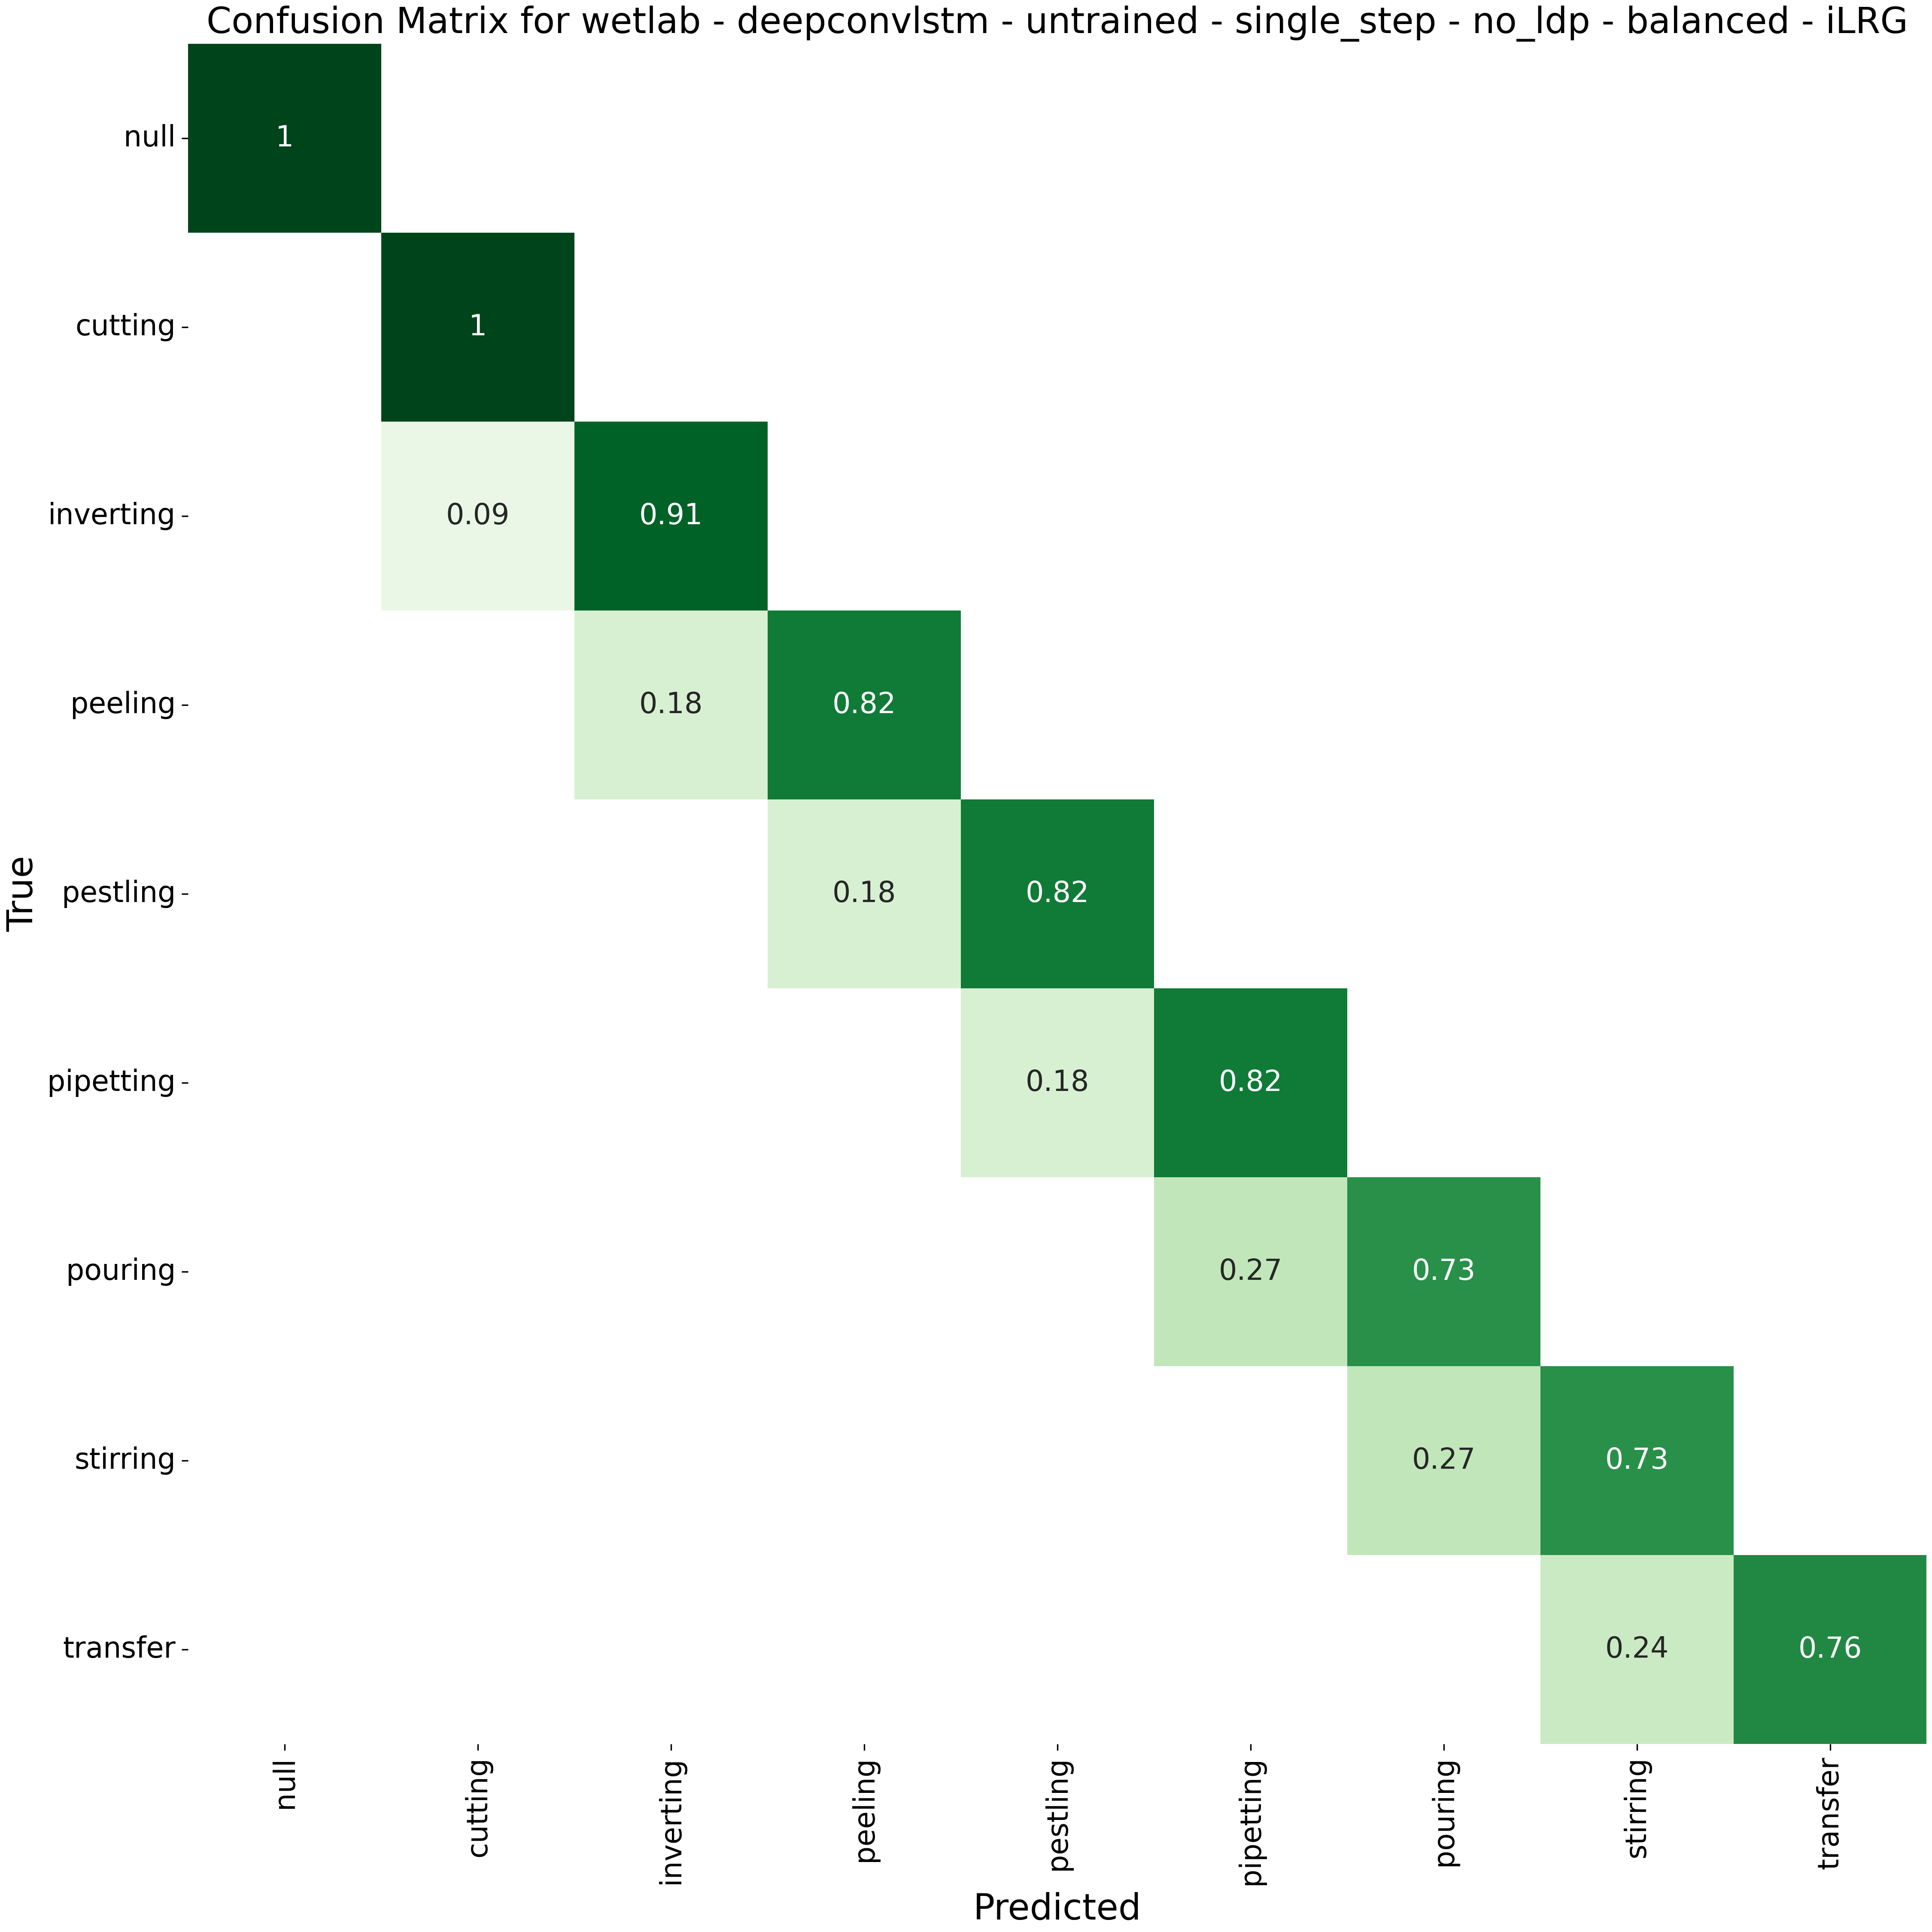 Confusion Matrix for wetlab - deepconvlstm - untrained - single_step - no_ldp - balanced - iLRG
null
1
cutting
1
inverting
0.09 0.91
peeling
0.18 0.82
pestling
0.18 0.82
pipetting
0.18 0.82
pouring
0.27 0.73
stirring
0.27 0.73
transfer
0.24 0.76
True
null
cutting
inverting
peeling
pestling
pipetting
pouring
stirring
transfer
Predicted